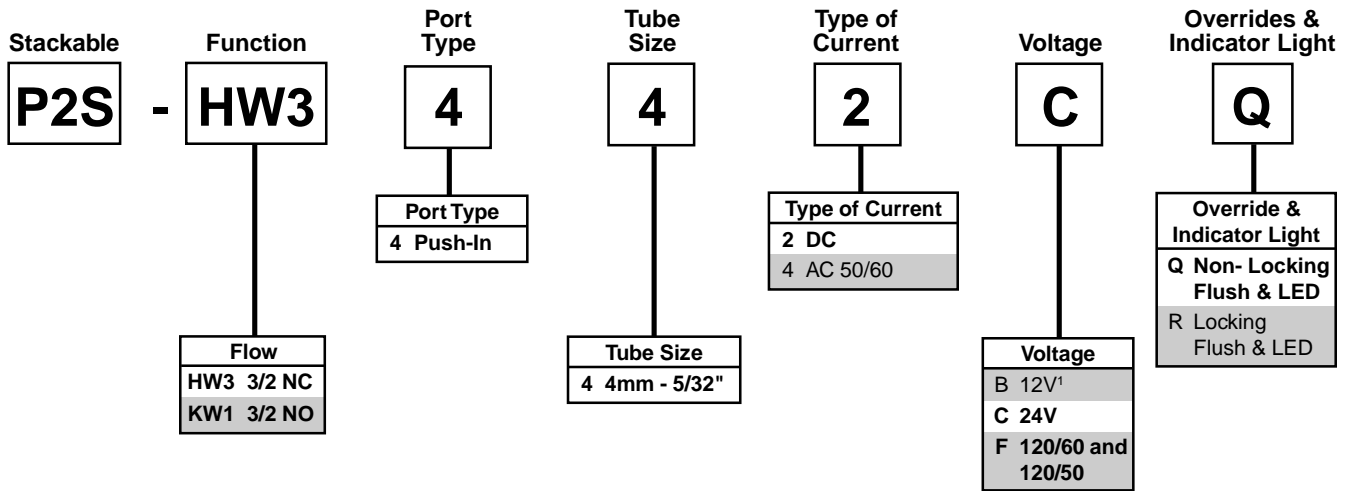 Stackable
Function
Port
Type
Tube
Size
Type of
Current
Voltage
Overrides &
Indicator Light
P2S - HW3 4 4 2 C Q
Port Type
4 Push-In
Type of Current
2 DC
4 AC 50/60
Override &
Indicator Light
Q Non- Locking
Flush & LED
R Locking
Flush & LED
Flow
HW3 3/2 NC
KW1 3/2 NO
Tube Size
4 4mm - 5/32"
Voltage
B 12V¹
C 24V
F 120/60 and
120/50